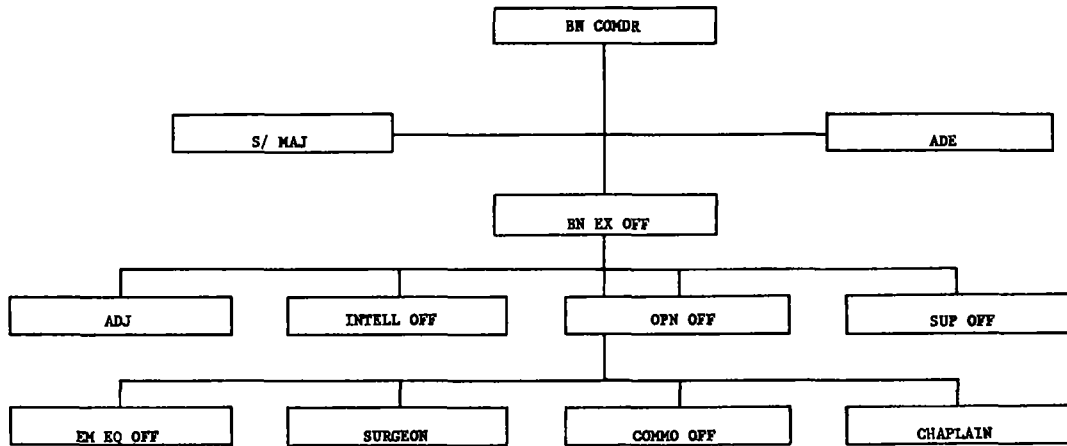 BN COMDR
S/ MAJ
ADE
BN EX OFF
ADJ
INTELL OFF
OPN OFF
SUP OFF
EM EQ OFF
SURGEON
COMMO OFF
CHAPLAIN